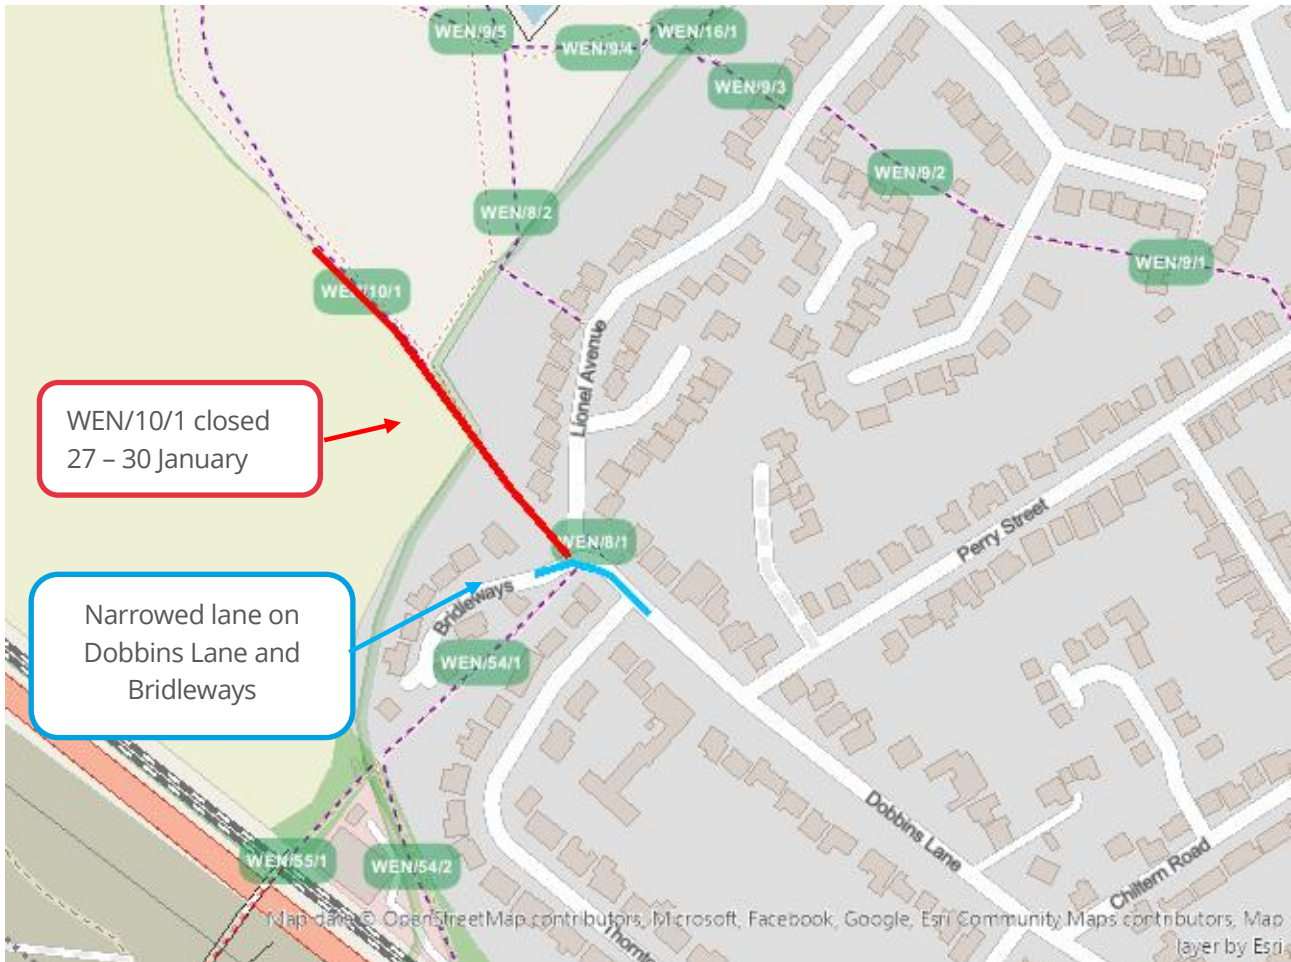 WEN/9/5
WEN/9/4
WEN/16/1
WEN/9/3
WEN/9/2
WEN/8/2
WEN/9/1
WEN/10/1
Lionel Avenue
WEN/10/1 closed
27 – 30 January
Perry Street
WEN/8/1
Bridleways
Narrowed lane on
Dobbins Lane and
Bridleways
WEN/54/1
Dobbins Lane
WEN/55/1
WEN/54/2
Chiltern Road
Thornt
Map data © OpenStreetMap contributors, Microsoft, Facebook, Google, Esri Community Maps contributors, Map
layer by Esri